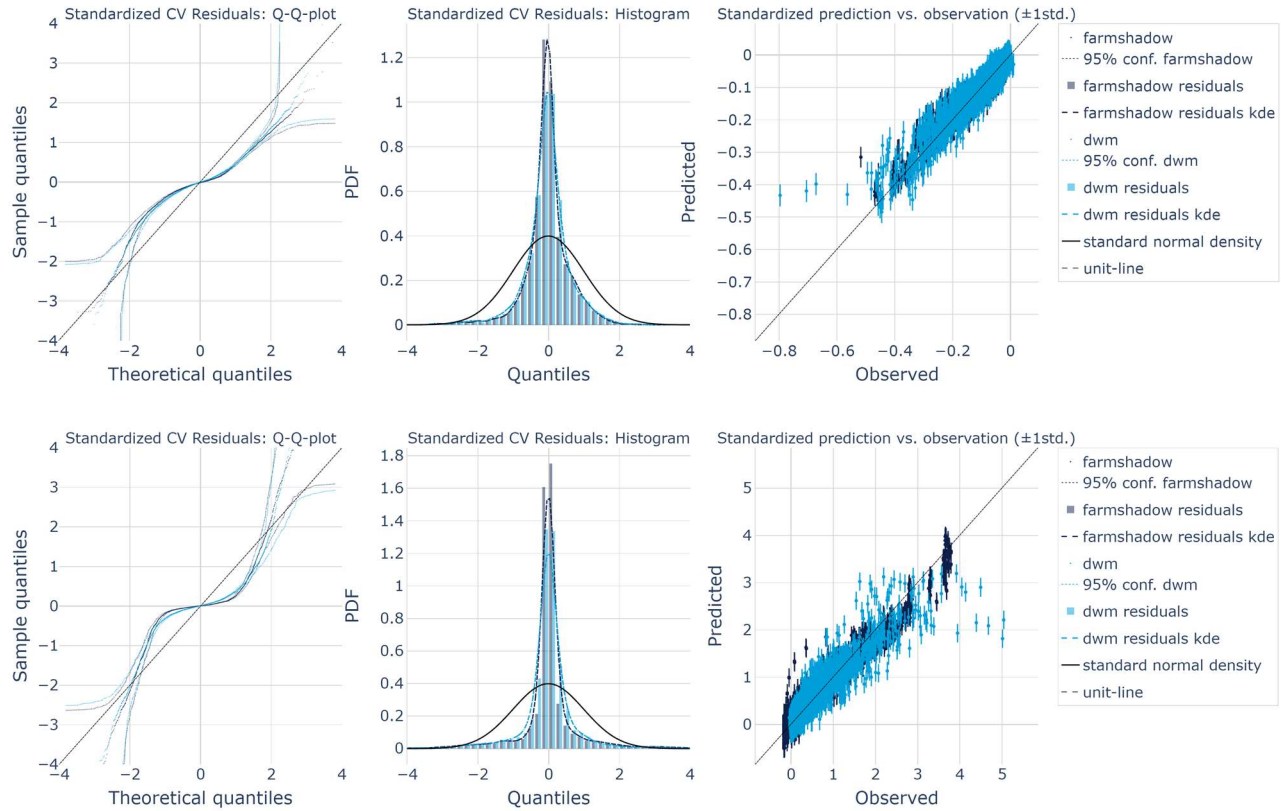 Standardized CV Residuals: Q-Q-plot
4
3
2
1
0
−1
−2
−3
−4
Sample quantiles
−4
−2
0
2
4
Theoretical quantiles
Standardized CV Residuals: Histogram
1.2
1
0.8
0.6
0.4
0.2
0
PDF
−4
−2
0
2
4
Quantiles
Standardized prediction vs. observation (±1std.)
0
−0.1
−0.2
−0.3
−0.4
−0.5
−0.6
−0.7
−0.8
Predicted
−0.8
−0.6
−0.4
−0.2
0
Observed
farmshadow
95% conf. farmshadow
farmshadow residuals
farmshadow residuals kde
dwm
95% conf. dwm
dwm residuals
dwm residuals kde
standard normal density
unit-line
Standardized CV Residuals: Q-Q-plot
4
3
2
1
0
−1
−2
−3
−4
Sample quantiles
−4
−2
0
2
4
Theoretical quantiles
Standardized CV Residuals: Histogram
1.8
1.6
1.4
1.2
1
0.8
0.6
0.4
0.2
0
PDF
−4
−2
0
2
4
Quantiles
Standardized prediction vs. observation (±1std.)
5
4
3
2
1
0
Predicted
0
1
2
3
4
5
Observed
farmshadow
95% conf. farmshadow
farmshadow residuals
farmshadow residuals kde
dwm
95% conf. dwm
dwm residuals
dwm residuals kde
standard normal density
unit-line